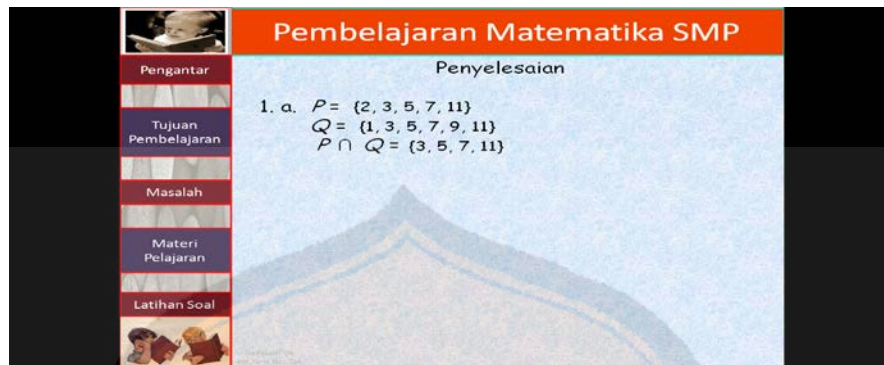 Pembelajaran Matematika SMP
Pengantar
Tujuan
Pembelajaran
Masalah
Materi
Pelajaran
Latihan Soal
Penyelesaian
1. a. P = {2, 3, 5, 7, 11}
Q = {1, 3, 5, 7, 9, 11}
P ∩ Q = {3, 5, 7, 11}